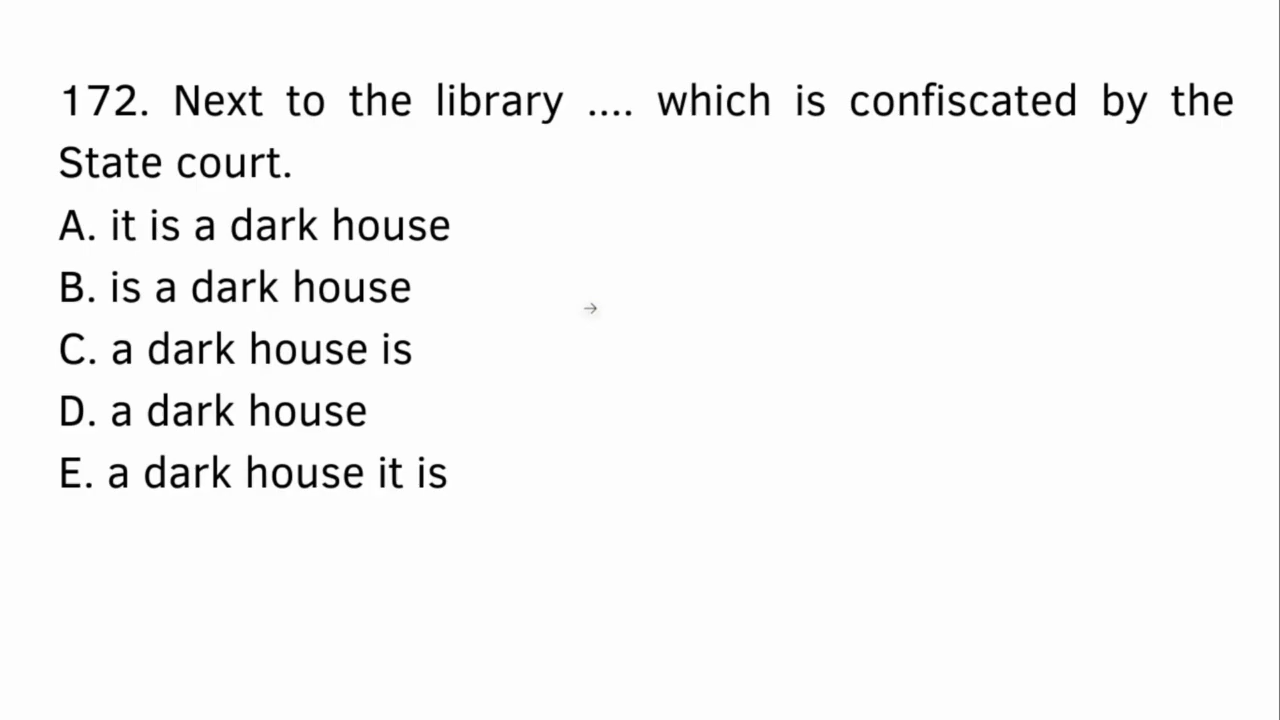 172. Next to the library .... which is confiscated by the
State court.
A. it is a dark house
B. is a dark house
C. a dark house is
D. a dark house
E. a dark house it is